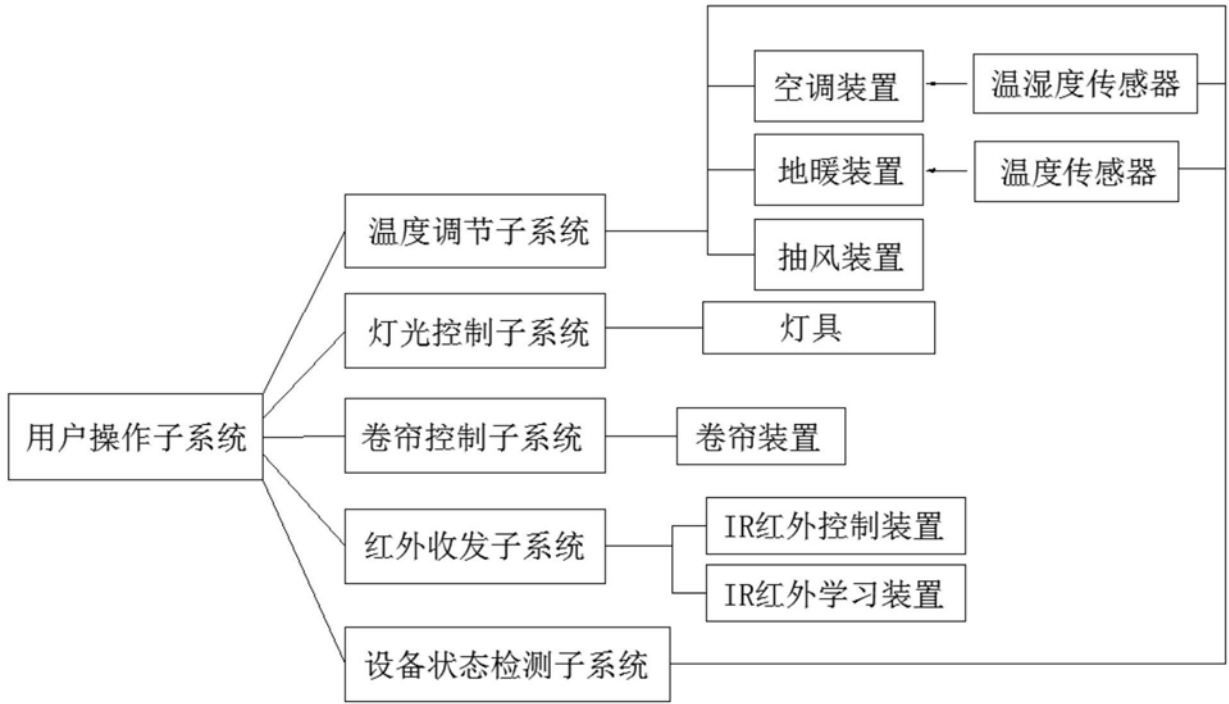 空调装置
温湿度传感器
地暖装置
温度传感器
温度调节子系统
抽风装置
灯光控制子系统
灯具
用户操作子系统
卷帘控制子系统
卷帘装置
红外收发子系统
IR红外控制装置
IR红外学习装置
设备状态检测子系统